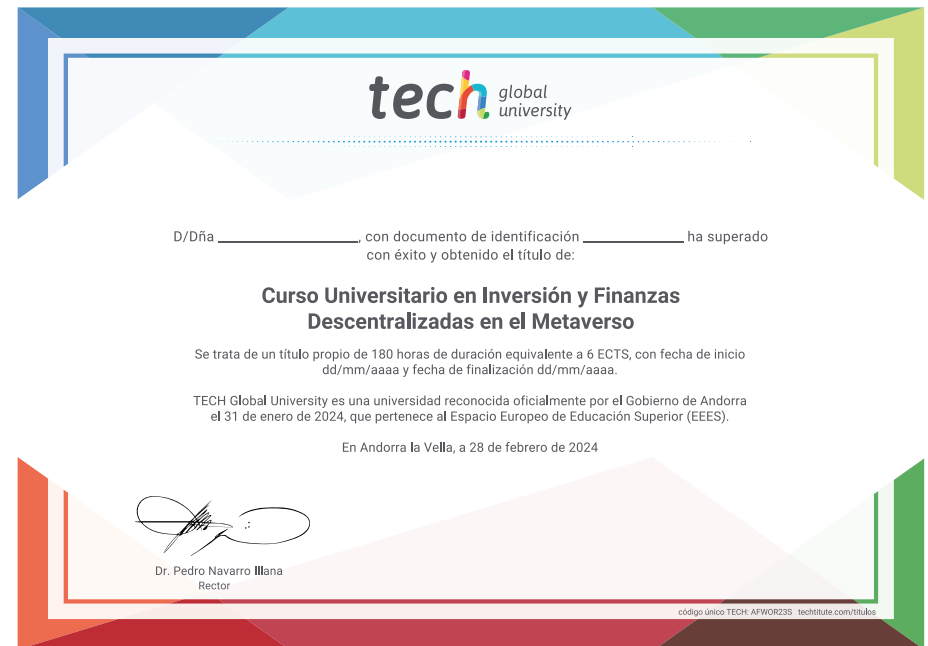 tech global university
D/Dña ____________________, con documento de identificación ______________ ha superado
con éxito y obtenido el título de:
Curso Universitario en Inversión y Finanzas
Descentralizadas en el Metaverso
Se trata de un título propio de 180 horas de duración equivalente a 6 ECTS, con fecha de inicio
dd/mm/aaaa y fecha de finalización dd/mm/aaaa.
TECH Global University es una universidad reconocida oficialmente por el Gobierno de Andorra
el 31 de enero de 2024, que pertenece al Espacio Europeo de Educación Superior (EEES).
En Andorra la Vella, a 28 de febrero de 2024
Dr. Pedro Navarro Illana
Rector
código único TECH: AFWOR23S techtitute.com/titulos